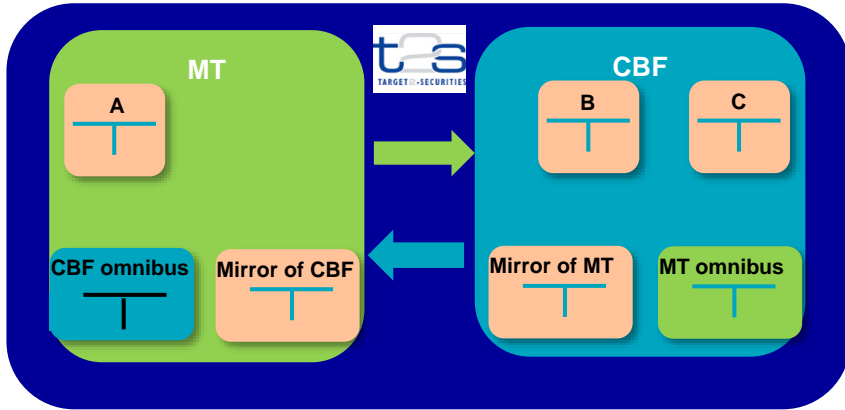 MT
t2s
TARGET2-SECURITIES
CBF
A
B
C
CBF omnibus
Mirror of CBF
Mirror of MT
MT omnibus